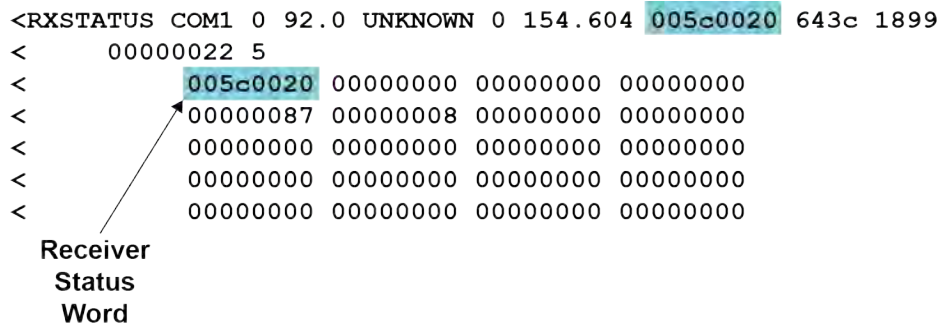 <RXSTATUS COM1 0 92.0 UNKNOWN 0 154.604 005c0020 643c 1899
< 00000022 5
< 005c0020 00000000 00000000 00000000
< 00000087 00000008 00000000 00000000
< 00000000 00000000 00000000 00000000
< 00000000 00000000 00000000 00000000
< 00000000 00000000 00000000 00000000
Receiver
Status
Word